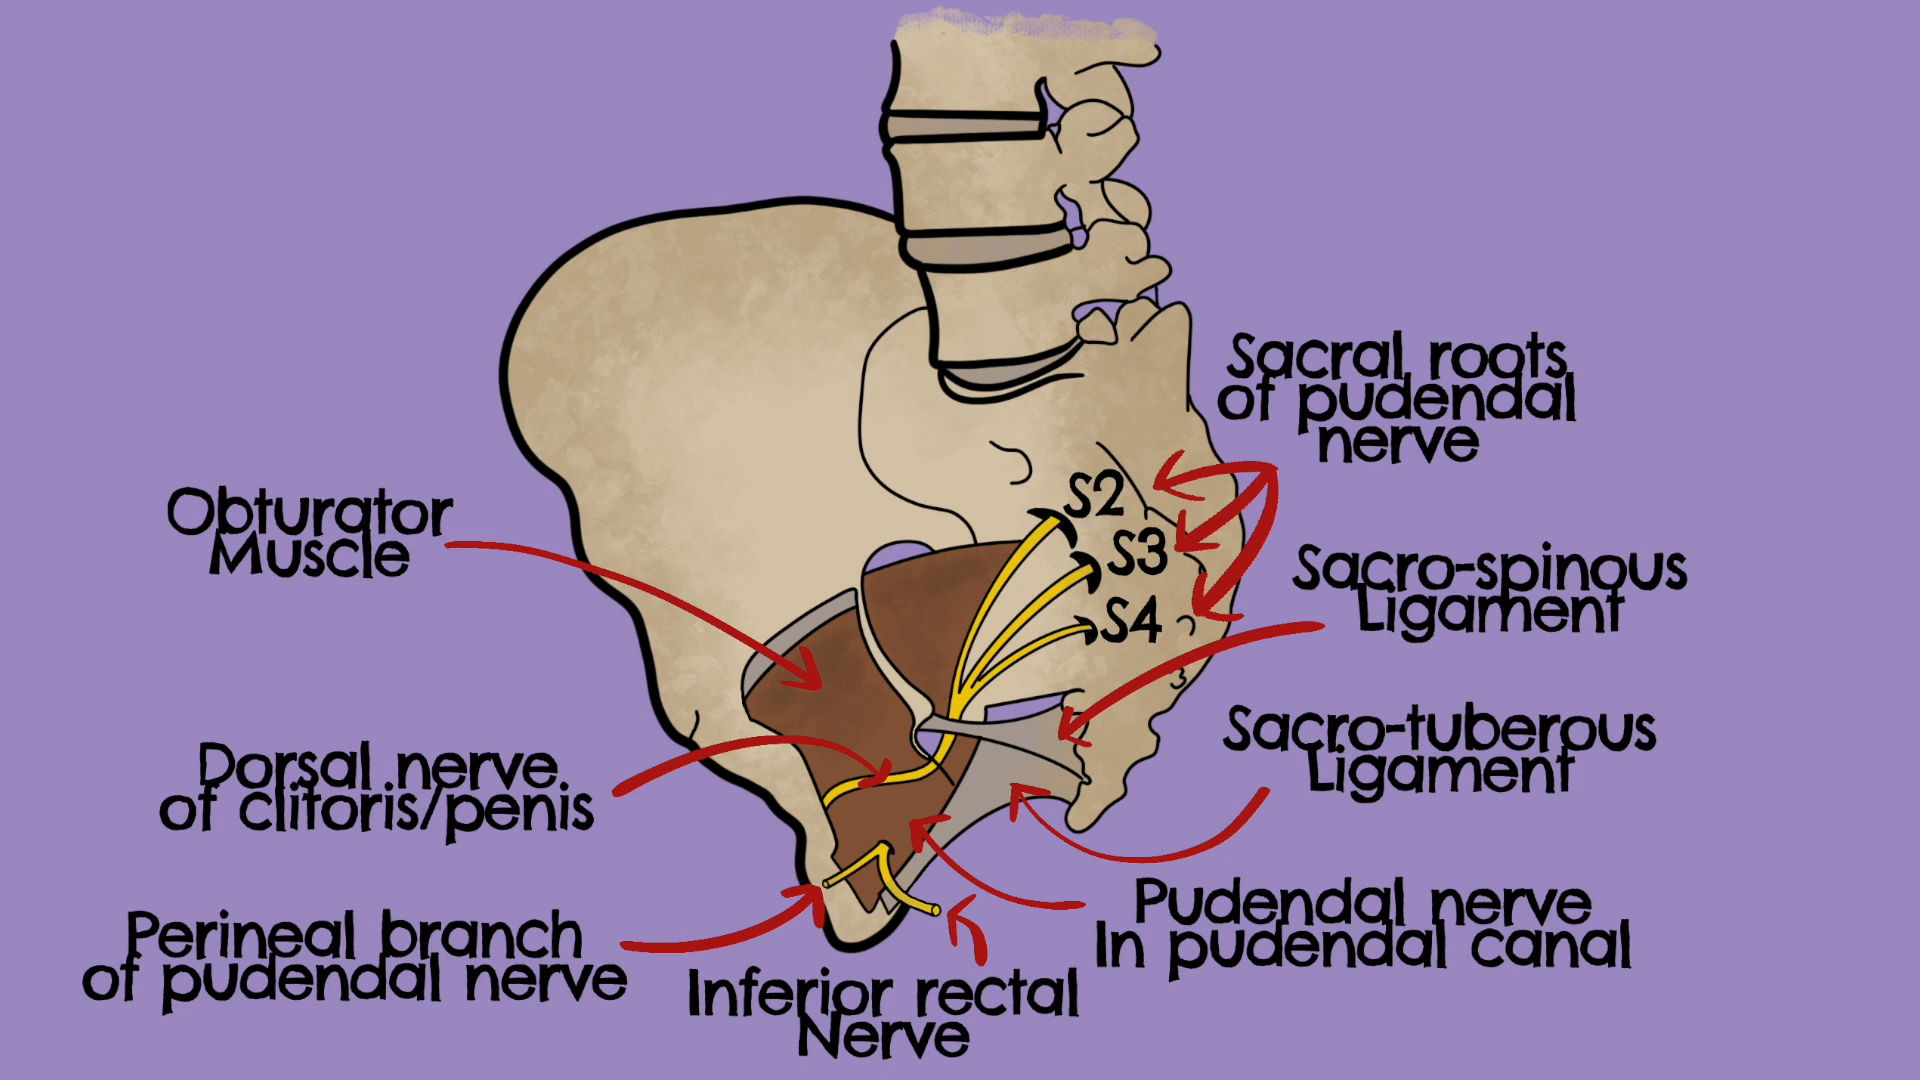 Sacral roots
of pudendal
nerve
S2
S3
S4
Obturator
Muscle
Sacro-spinous
Ligament
Sacro-tuberous
Ligament
Dorsal nerve
of clitoris/penis
Pudendal nerve
In pudendal canal
Perineal branch
of pudendal nerve
Inferior rectal
Nerve